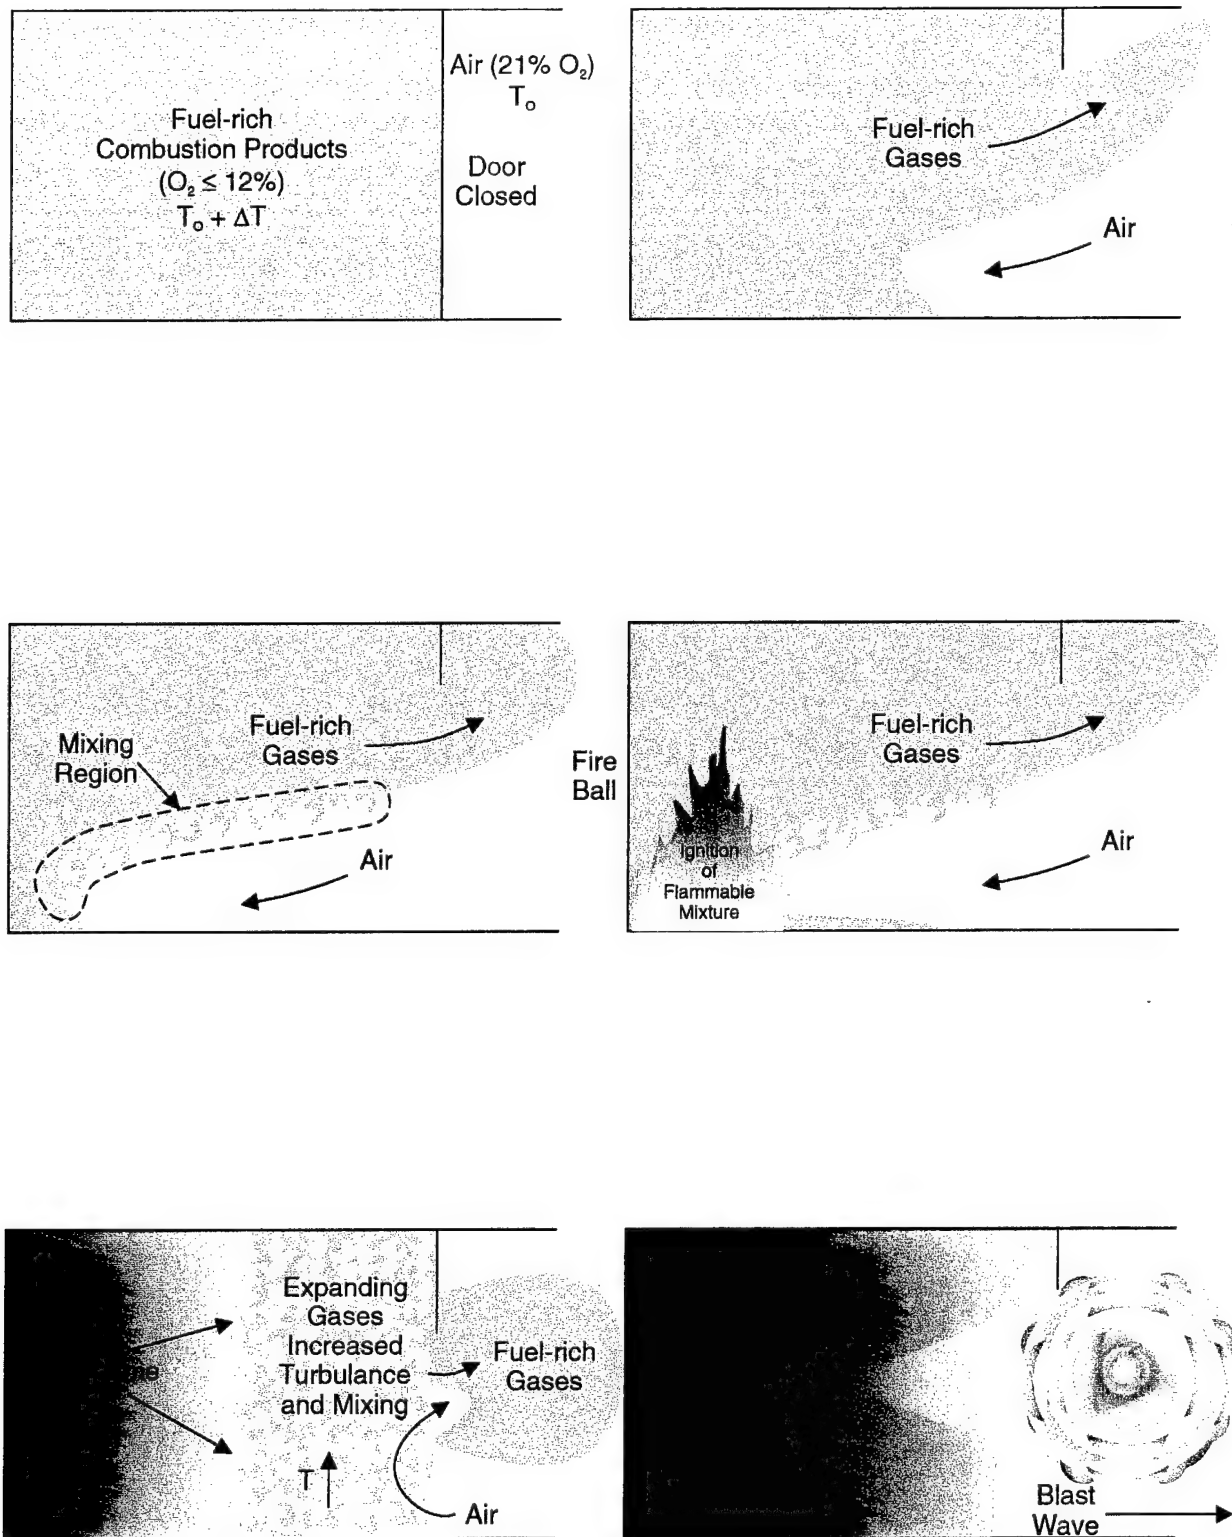 Fuel-rich
Combustion Products
(O₂ ≤ 12%)
Tₒ + ΔT
Air (21% O₂)
Tₒ
Door
Closed
Fuel-rich
Gases
Air
Mixing
Region
Fuel-rich
Gases
Air
Fire
Ball
Fuel-rich
Gases
Ignition
of
Flammable
Mixture
Air
Expanding
Gases
Increased
Turbulance
and Mixing
T
Fuel-rich
Gases
Air
Blast
Wave